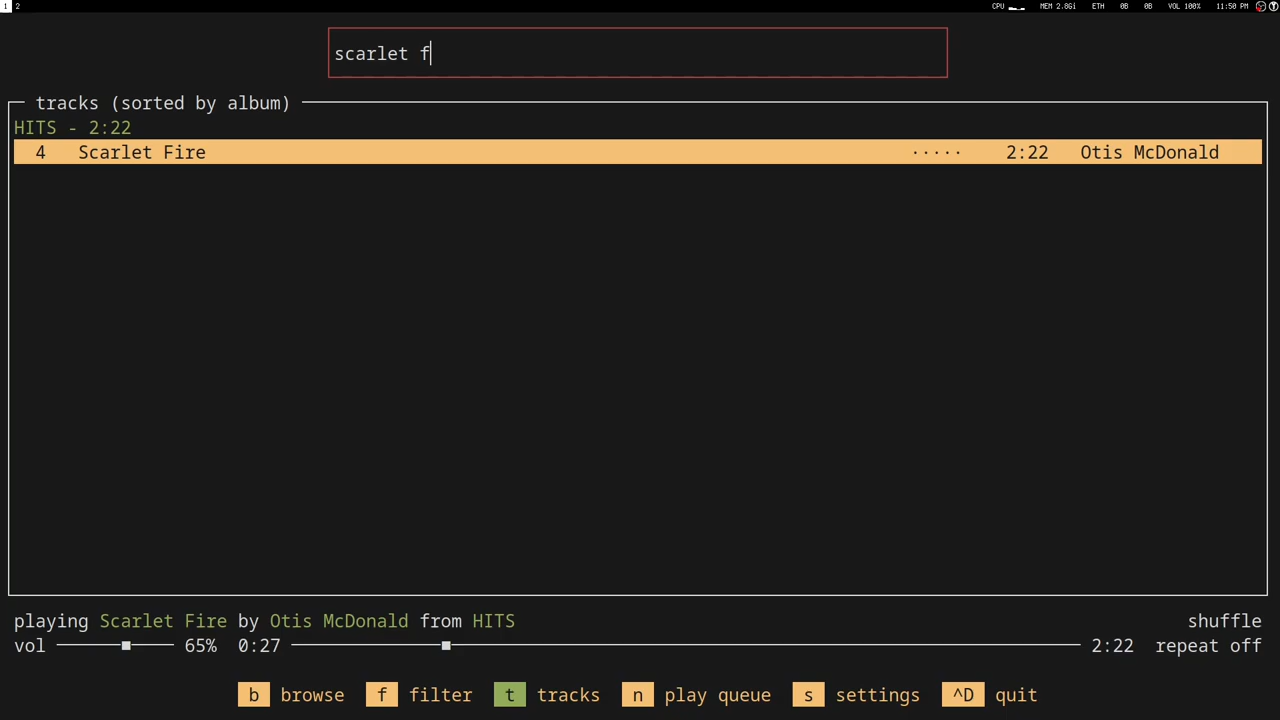 1 2 CPU MEM 2.8Gi ETH 0B 0B VOL 100% 11:50 PM
scarlet f
tracks (sorted by album)
HITS - 2:22
4 Scarlet Fire ····· 2:22 Otis McDonald
playing Scarlet Fire by Otis McDonald from HITS shuffle
vol 65% 0:27 2:22 repeat off
b browse f filter t tracks n play queue s settings ^D quit